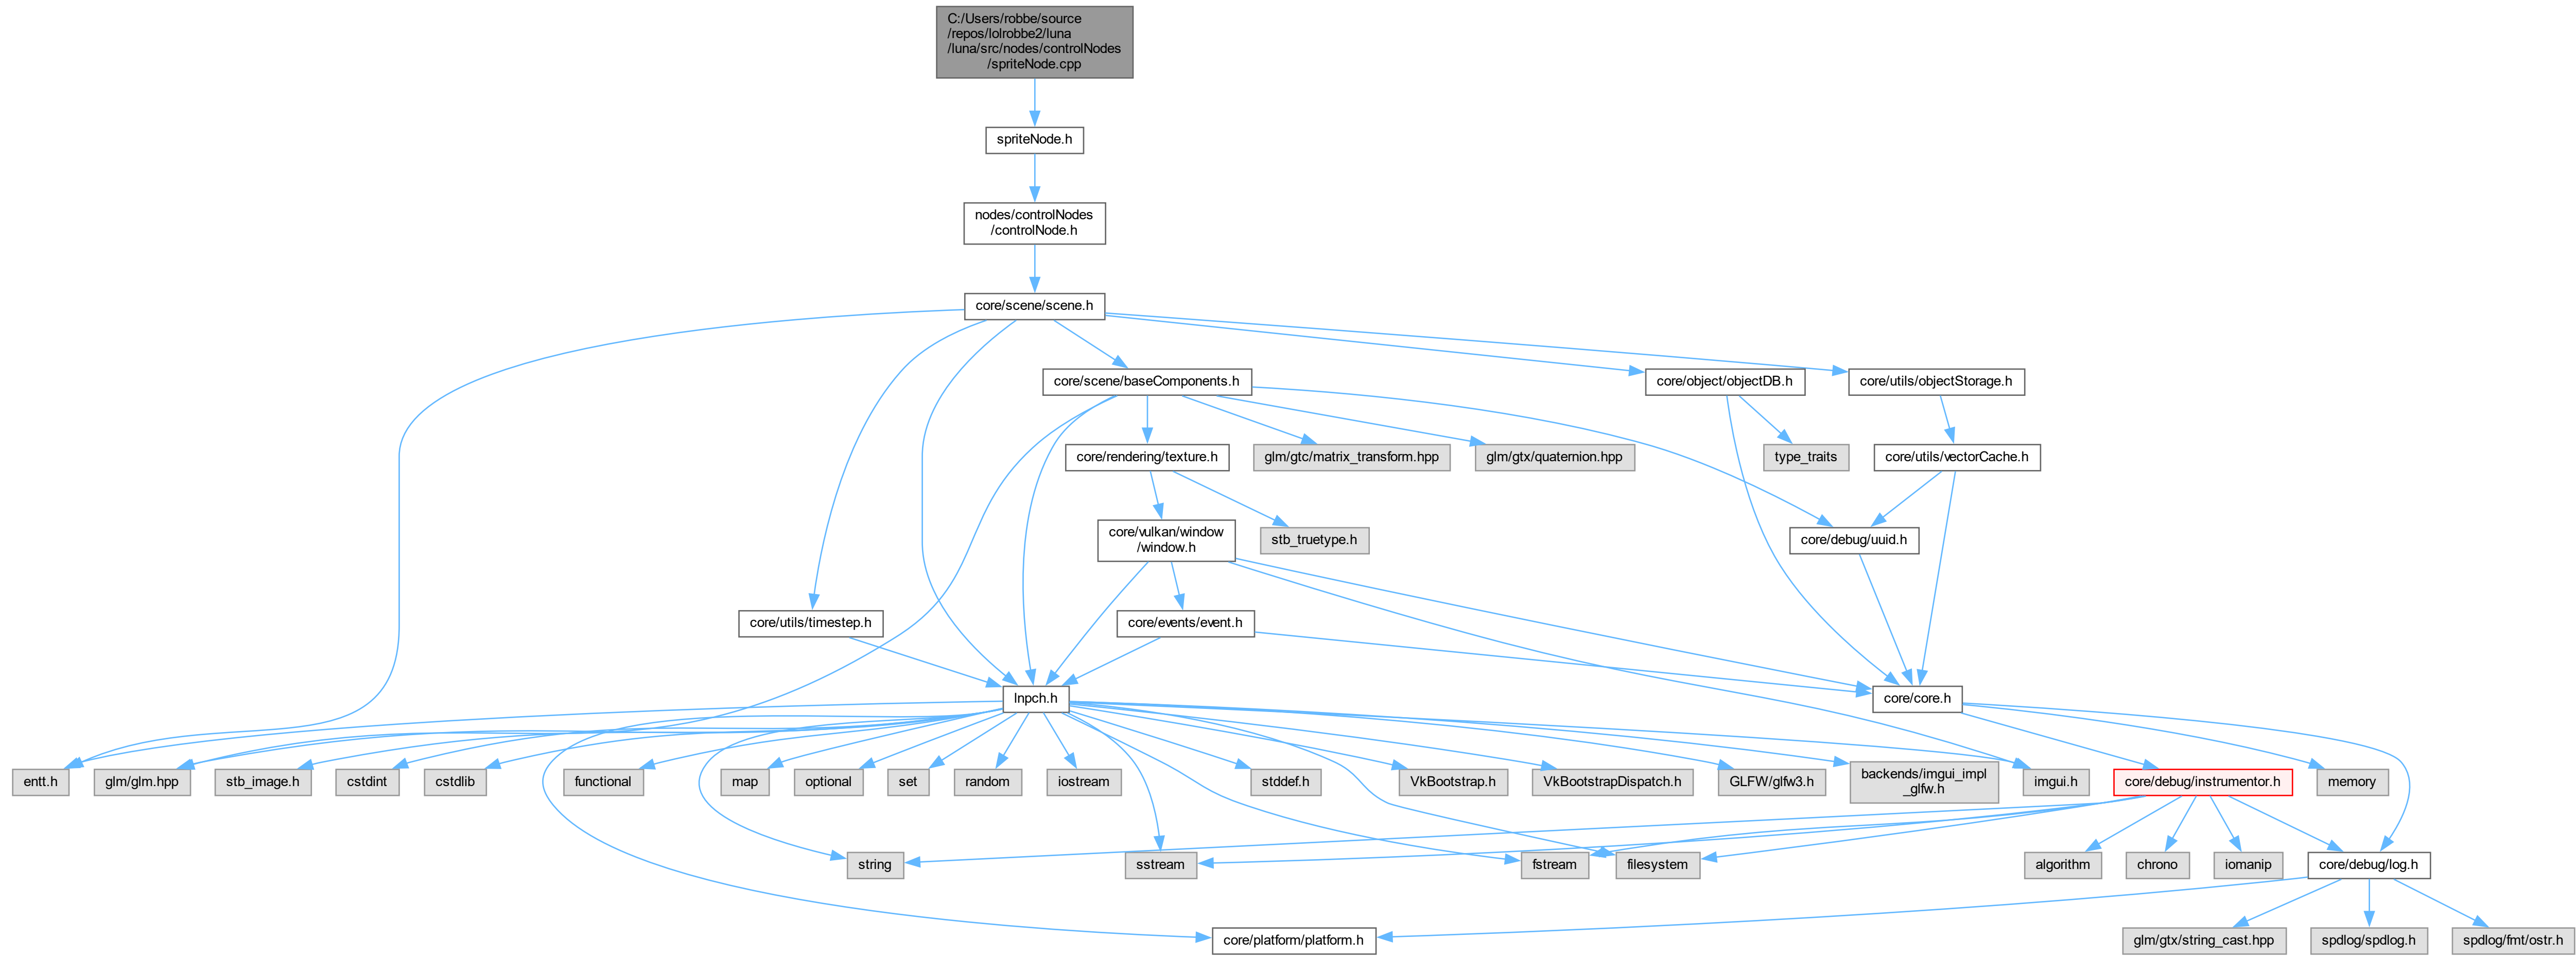 C:/Users/robbe/source
/repos/lolrobbe2/luna
/luna/src/nodes/controlNodes
/spriteNode.cpp
spriteNode.h
nodes/controlNodes
/controlNode.h
core/scene/scene.h
core/scene/baseComponents.h
core/object/objectDB.h
core/utils/objectStorage.h
core/rendering/texture.h
glm/gtc/matrix_transform.hpp
glm/gtx/quaternion.hpp
type_traits
core/utils/vectorCache.h
core/vulkan/window
/window.h
stb_truetype.h
core/debug/uuid.h
core/utils/timestep.h
core/events/event.h
lnpch.h
core/core.h
entt.h
glm/glm.hpp
stb_image.h
cstdint
cstdlib
functional
map
optional
set
random
iostream
stddef.h
VkBootstrap.h
VkBootstrapDispatch.h
GLFW/glfw3.h
backends/imgui_impl
_glfw.h
imgui.h
core/debug/instrumentor.h
memory
string
sstream
fstream
filesystem
algorithm
chrono
iomanip
core/debug/log.h
core/platform/platform.h
glm/gtx/string_cast.hpp
spdlog/spdlog.h
spdlog/fmt/ostr.h